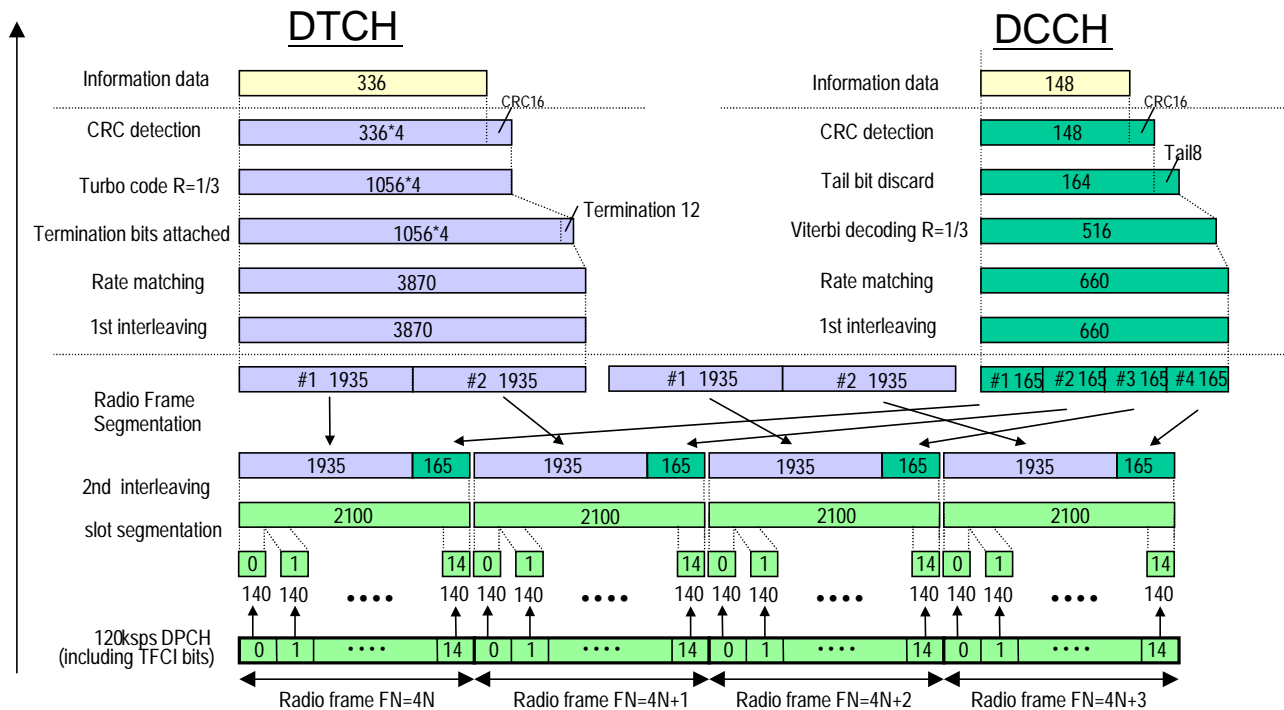 DTCH
DCCH
Information data 336
Information data 148
CRC16
CRC16
CRC detection 336*4
CRC detection 148
Tail8
Turbo code R=1/3 1056*4
Tail bit discard 164
Termination 12
Termination bits attached 1056*4
Viterbi decoding R=1/3 516
Rate matching 3870
Rate matching 660
1st interleaving 3870
1st interleaving 660
#1 1935 #2 1935 #1 1935 #2 1935 #1 165 #2 165 #3 165 #4 165
Radio Frame
Segmentation
1935 165 1935 165 1935 165 1935 165
2nd interleaving
slot segmentation 2100 2100 2100 2100
0 1 14 0 1 14 0 1 14 0 1 14
140 140 •••• 140 140 140 •••• 140 140 140 •••• 140 140 140 •••• 140
120ksps DPCH
(including TFCI bits)
0 1 •••• 14 0 1 •••• 14 0 1 •••• 14 0 1 •••• 14
Radio frame FN=4N Radio frame FN=4N+1 Radio frame FN=4N+2 Radio frame FN=4N+3